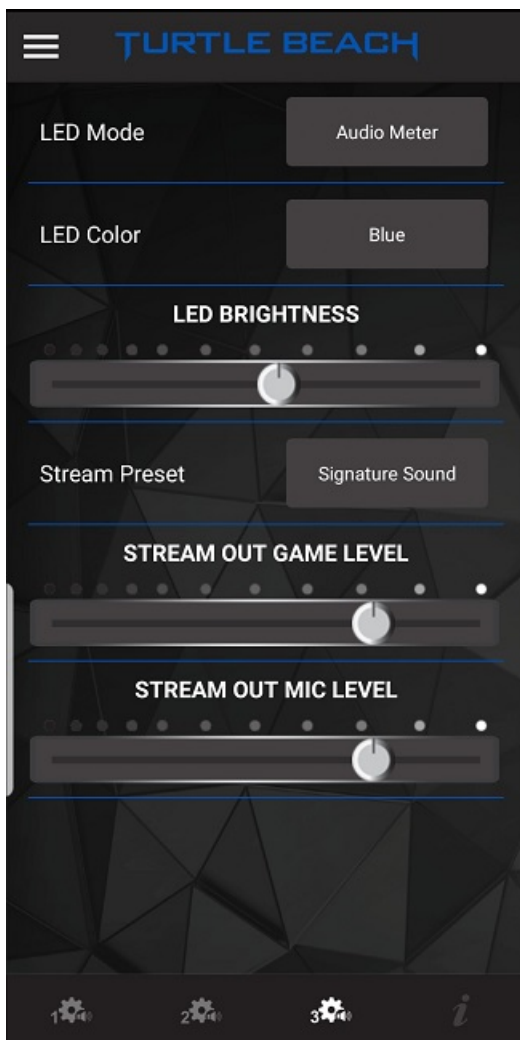 TURTLE BEACH
LED Mode
Audio Meter
LED Color
Blue
LED BRIGHTNESS
Stream Preset
Signature Sound
STREAM OUT GAME LEVEL
STREAM OUT MIC LEVEL
1
2
3
i